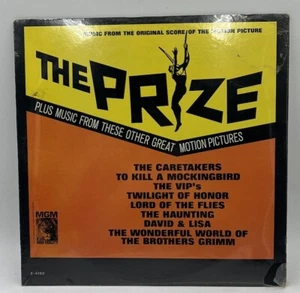 MUSIC FROM THE ORIGINAL SCORE OF THE MOTION PICTURE
THE PRIZE
PLUS MUSIC FROM THESE OTHER GREAT MOTION PICTURES
THE CARETAKERS
TO KILL A MOCKINGBIRD
THE VIP's
TWILIGHT OF HONOR
LORD OF THE FLIES
THE HAUNTING
DAVID & LISA
THE WONDERFUL WORLD OF
THE BROTHERS GRIMM
MGM